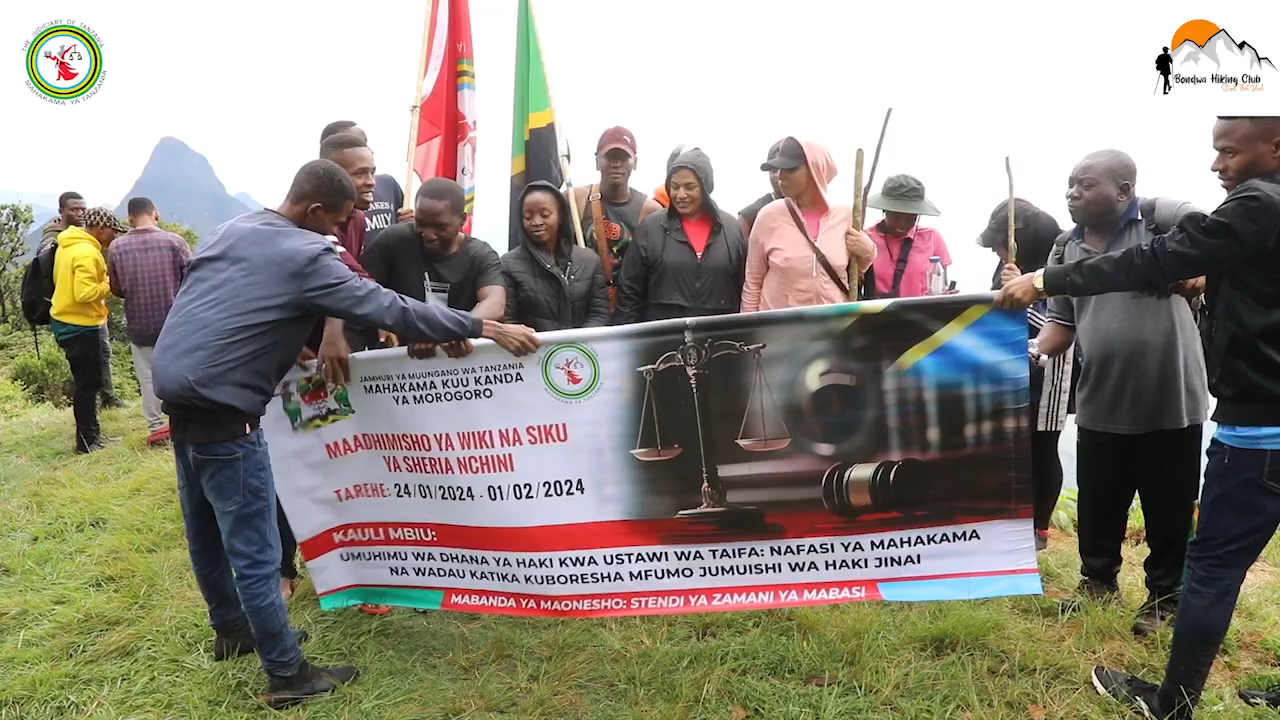 THE JUDICIARY OF TANZANIA
MAHAKAMA YA TANZANIA
Bondwa Hiking Club
MILY
JAMHURI YA MUUNGANO WA TANZANIA
MAHAKAMA KUU KANDA
YA MOROGORO
MAADHIMISHO YA WIKI NA SIKU
YA SHERIA NCHINI
TAREHE: 24/01/2024 - 01/02/2024
KAULI MBIU:
UMUHIMU WA DHANA YA HAKI KWA USTAWI WA TAIFA: NAFASI YA MAHAKAMA
NA WADAU KATIKA KUBORESHA MFUMO JUMUISHI WA HAKI JINAI
MABANDA YA MAONESHO: STENDI YA ZAMANI YA MABASI